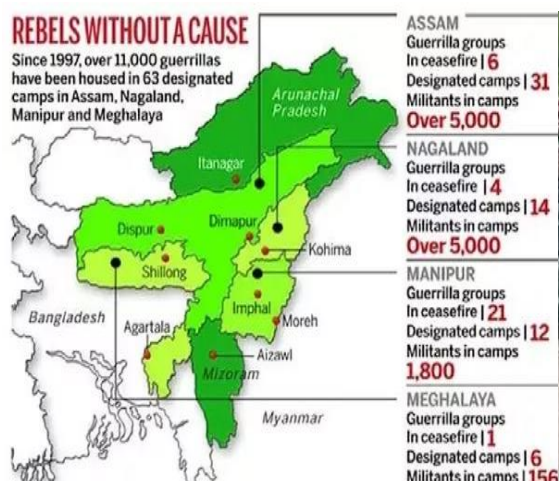 REBELS WITHOUT A CAUSE
Since 1997, over 11,000 guerrillas
have been housed in 63 designated
camps in Assam, Nagaland,
Manipur and Meghalaya
Arunachal
Pradesh
Itanagar
Dispur
Dimapur
Kohima
Shillong
Imphal
Moreh
Bangladesh
Agartala
Aizawl
Mizoram
Myanmar
ASSAM
Guerrilla groups
In ceasefire | 6
Designated camps | 31
Militants in camps
Over 5,000
NAGALAND
Guerrilla groups
In ceasefire | 4
Designated camps | 14
Militants in camps
Over 5,000
MANIPUR
Guerrilla groups
In ceasefire | 21
Designated camps | 12
Militants in camps
1,800
MEGHALAYA
Guerrilla groups
In ceasefire | 1
Designated camps | 6
Militants in camps | 156